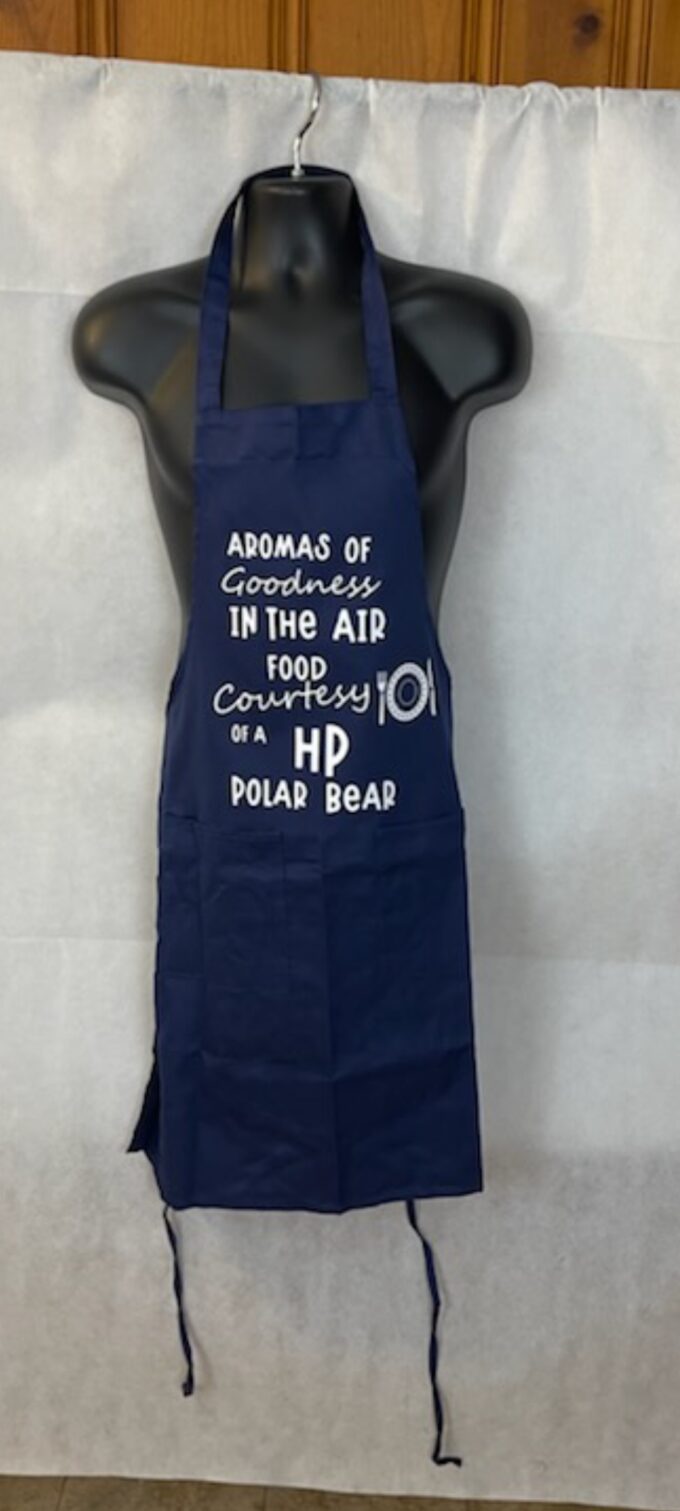 AROMAS OF
Goodness
IN THe AIR
FOOD
Courtesy
OF A HP
POLAR BeAR